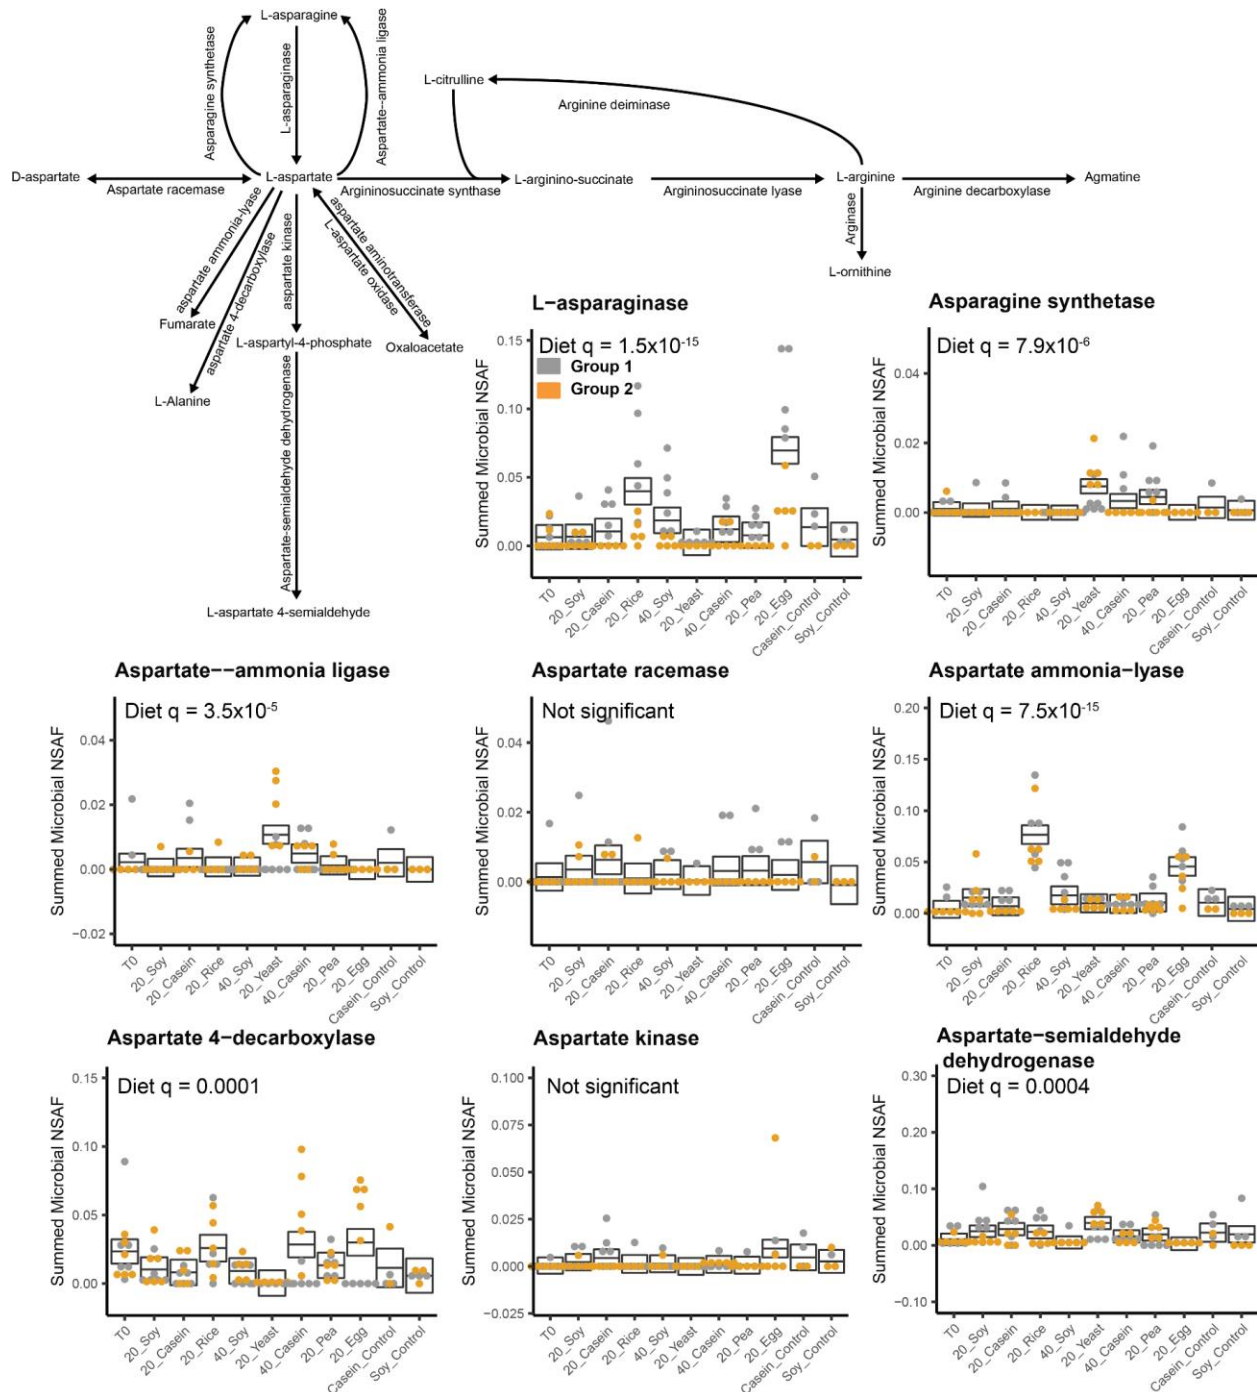 L-asparagine
Asparagine synthetase
L-asparaginase
Aspartate--ammonia ligase
L-citrulline
Arginine deiminase
D-aspartate
Aspartate racemase
L-aspartate
Argininosuccinate synthase
L-arginino-succinate
Argininosuccinate lyase
L-arginine
Arginine decarboxylase
Agmatine
Arginase
L-ornithine
aspartate ammonia-lyase
aspartate 4-decarboxylase
aspartate kinase
aspartate aminotransferase
L-aspartate oxidase
Fumarate
L-aspartyl-4-phosphate
Oxaloacetate
L-Alanine
Aspartate-semialdehyde dehydrogenase
L-aspartate 4-semialdehyde
L-asparaginase
Diet q = 1.5x10-15
Group 1
Group 2
Summed Microbial NSAF
0.15
0.10
0.05
0.00
T0
20_Soy
20_Casein
20_Rice
40_Soy
20_Yeast
40_Casein
20_Pea
20_Egg
Casein_Control
Soy_Control
Asparagine synthetase
Diet q = 7.9x10-6
Summed Microbial NSAF
0.04
0.02
0.00
T0
20_Soy
20_Casein
20_Rice
40_Soy
20_Yeast
40_Casein
20_Pea
20_Egg
Casein_Control
Soy_Control
Aspartate--ammonia ligase
Diet q = 3.5x10-5
Summed Microbial NSAF
0.04
0.02
0.00
−0.02
T0
20_Soy
20_Casein
20_Rice
40_Soy
20_Yeast
40_Casein
20_Pea
20_Egg
Casein_Control
Soy_Control
Aspartate racemase
Not significant
Summed Microbial NSAF
0.04
0.02
0.00
T0
20_Soy
20_Casein
20_Rice
40_Soy
20_Yeast
40_Casein
20_Pea
20_Egg
Casein_Control
Soy_Control
Aspartate ammonia-lyase
Diet q = 7.5x10-15
Summed Microbial NSAF
0.20
0.15
0.10
0.05
0.00
T0
20_Soy
20_Casein
20_Rice
40_Soy
20_Yeast
40_Casein
20_Pea
20_Egg
Casein_Control
Soy_Control
Aspartate 4-decarboxylase
Diet q = 0.0001
Summed Microbial NSAF
0.15
0.10
0.05
0.00
T0
20_Soy
20_Casein
20_Rice
40_Soy
20_Yeast
40_Casein
20_Pea
20_Egg
Casein_Control
Soy_Control
Aspartate kinase
Not significant
Summed Microbial NSAF
0.100
0.075
0.050
0.025
0.000
−0.025
T0
20_Soy
20_Casein
20_Rice
40_Soy
20_Yeast
40_Casein
20_Pea
20_Egg
Casein_Control
Soy_Control
Aspartate-semialdehyde
dehydrogenase
Diet q = 0.0004
Summed Microbial NSAF
0.30
0.20
0.10
0.00
−0.10
T0
20_Soy
20_Casein
20_Rice
40_Soy
20_Yeast
40_Casein
20_Pea
20_Egg
Casein_Control
Soy_Control